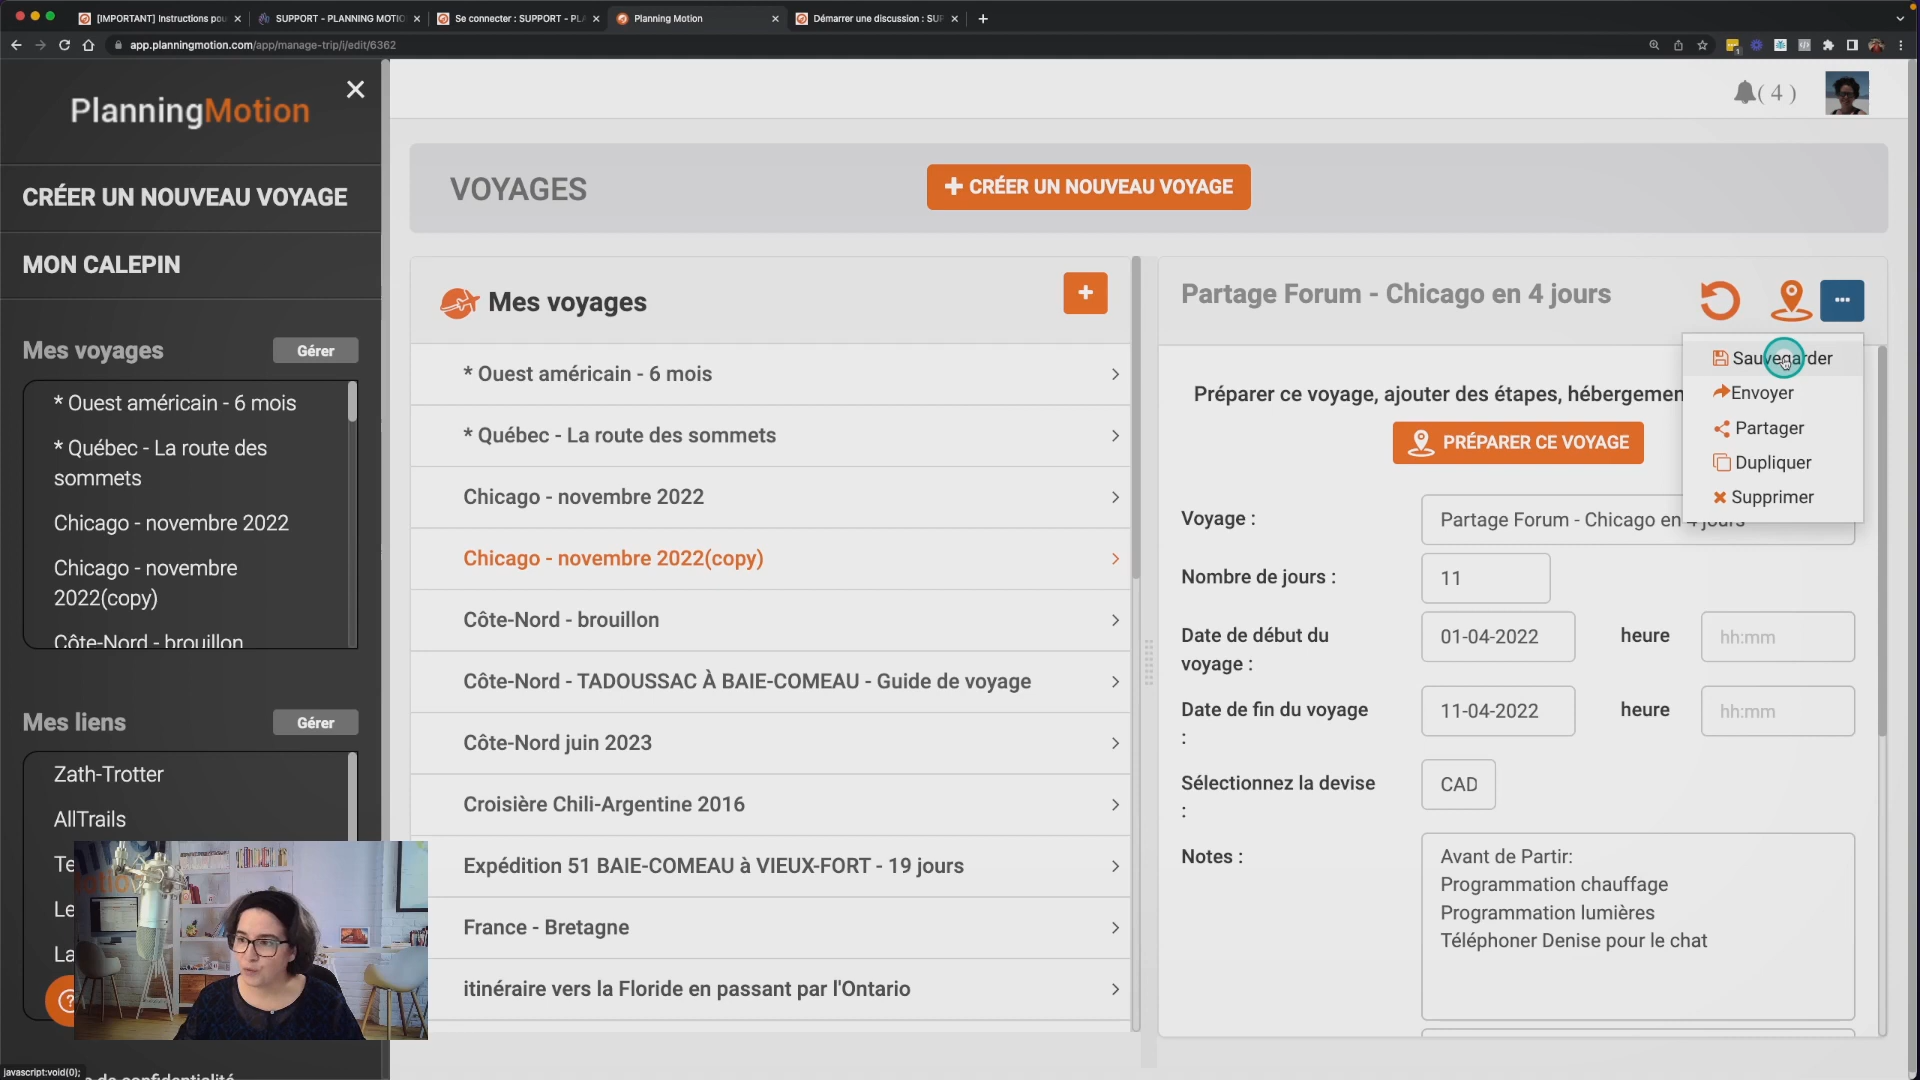 [IMPORTANT] Instructions pou
SUPPORT - PLANNING MOTIO
Se connecter : SUPPORT - PLA
Planning Motion
Démarrer une discussion : SUP
app.planningmotion.com/app/manage-trip/i/edit/6362
PlanningMotion
( 4 )
CRÉER UN NOUVEAU VOYAGE
MON CALEPIN
Mes voyages
Gérer
* Ouest américain - 6 mois
* Québec - La route des
sommets
Chicago - novembre 2022
Chicago - novembre
2022(copy)
Côte-Nord - brouillon
Mes liens
Gérer
Zath-Trotter
AllTrails
Te
Le
La
javascript:void(0);
de confidentialité
VOYAGES
CRÉER UN NOUVEAU VOYAGE
Mes voyages
* Ouest américain - 6 mois
* Québec - La route des sommets
Chicago - novembre 2022
Chicago - novembre 2022(copy)
Côte-Nord - brouillon
Côte-Nord - TADOUSSAC À BAIE-COMEAU - Guide de voyage
Côte-Nord juin 2023
Croisière Chili-Argentine 2016
Expédition 51 BAIE-COMEAU à VIEUX-FORT - 19 jours
France - Bretagne
itinéraire vers la Floride en passant par l'Ontario
Partage Forum - Chicago en 4 jours
Sauvegarder
Envoyer
Partager
Dupliquer
Supprimer
Préparer ce voyage, ajouter des étapes, hébergemen
PRÉPARER CE VOYAGE
Voyage :
Partage Forum - Chicago en 4 jours
Nombre de jours :
11
Date de début du
voyage :
01-04-2022
heure
hh:mm
Date de fin du voyage
:
11-04-2022
heure
hh:mm
Sélectionnez la devise
:
CAD
Notes :
Avant de Partir:
Programmation chauffage
Programmation lumières
Téléphoner Denise pour le chat